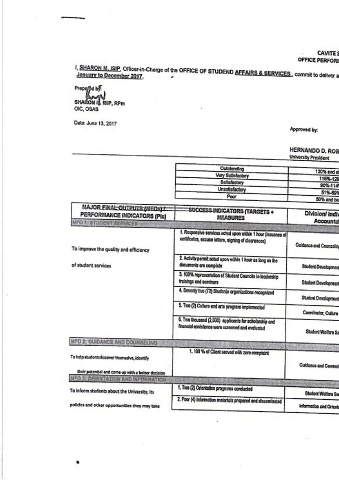 CAVITE S
OFFICE PERFOR
I, SHARON M. ISIP, Officer-in-Charge of the OFFICE OF STUDEND AFFAIRS & SERVICES, commit to deliver a
January to December 2017.
Prepared by
SHARON M. ISIP, RPm
OIC, OSAS
Date: June 13, 2017
Approved by:
HERNANDO D. ROB
University President
Outstanding 130% and a
Very Satisfactory 115%-129
Satisfactory 90%-114%
Unsatisfactory 51%-89%
Poor 50% and be
MAJOR FINAL OUTPUTS (MFOs) / SUCCESS INDICATORS (TARGETS + Division/ Indiv
PERFORMANCE INDICATORS (PIs) MEASURES Accountab
MFO 1: STUDENT SERVICES
1. Responsive services acted upon within 1 hour (issuance of
certificates, excuse letters, signing of clearances) Guidance and Counseling
To improve the quality and efficiency
2. Activity permit acted upon within 1 hour as long as the
of student services documents are complete Student Development
3. 100% representation of Student Councils in leadership
trainings and seminars Student Development
4. Seventy two (72) Students organizations recognized Student Development
5. Two (2) Culture and arts program implemented Coordinator, Culture
6. Two thousand (2,000) applicants for scholarship and
financial assistance were screened and evaluated Student Welfare Se
MFO 2: GUIDANCE AND COUNSELING
To help students discover themselves, identify 1. 100 % of Client served with zero complaint
their potential and come up with a better decision Guidance and Counsel
MFO 3: ORIENTATION AND INFORMATION
To inform students about the University, its 1. Two (2) Orientation programs conducted Student Welfare Se
policies and other opportunities they may take 2. Four (4) Information materials prepared and disseminated Information and Orienta